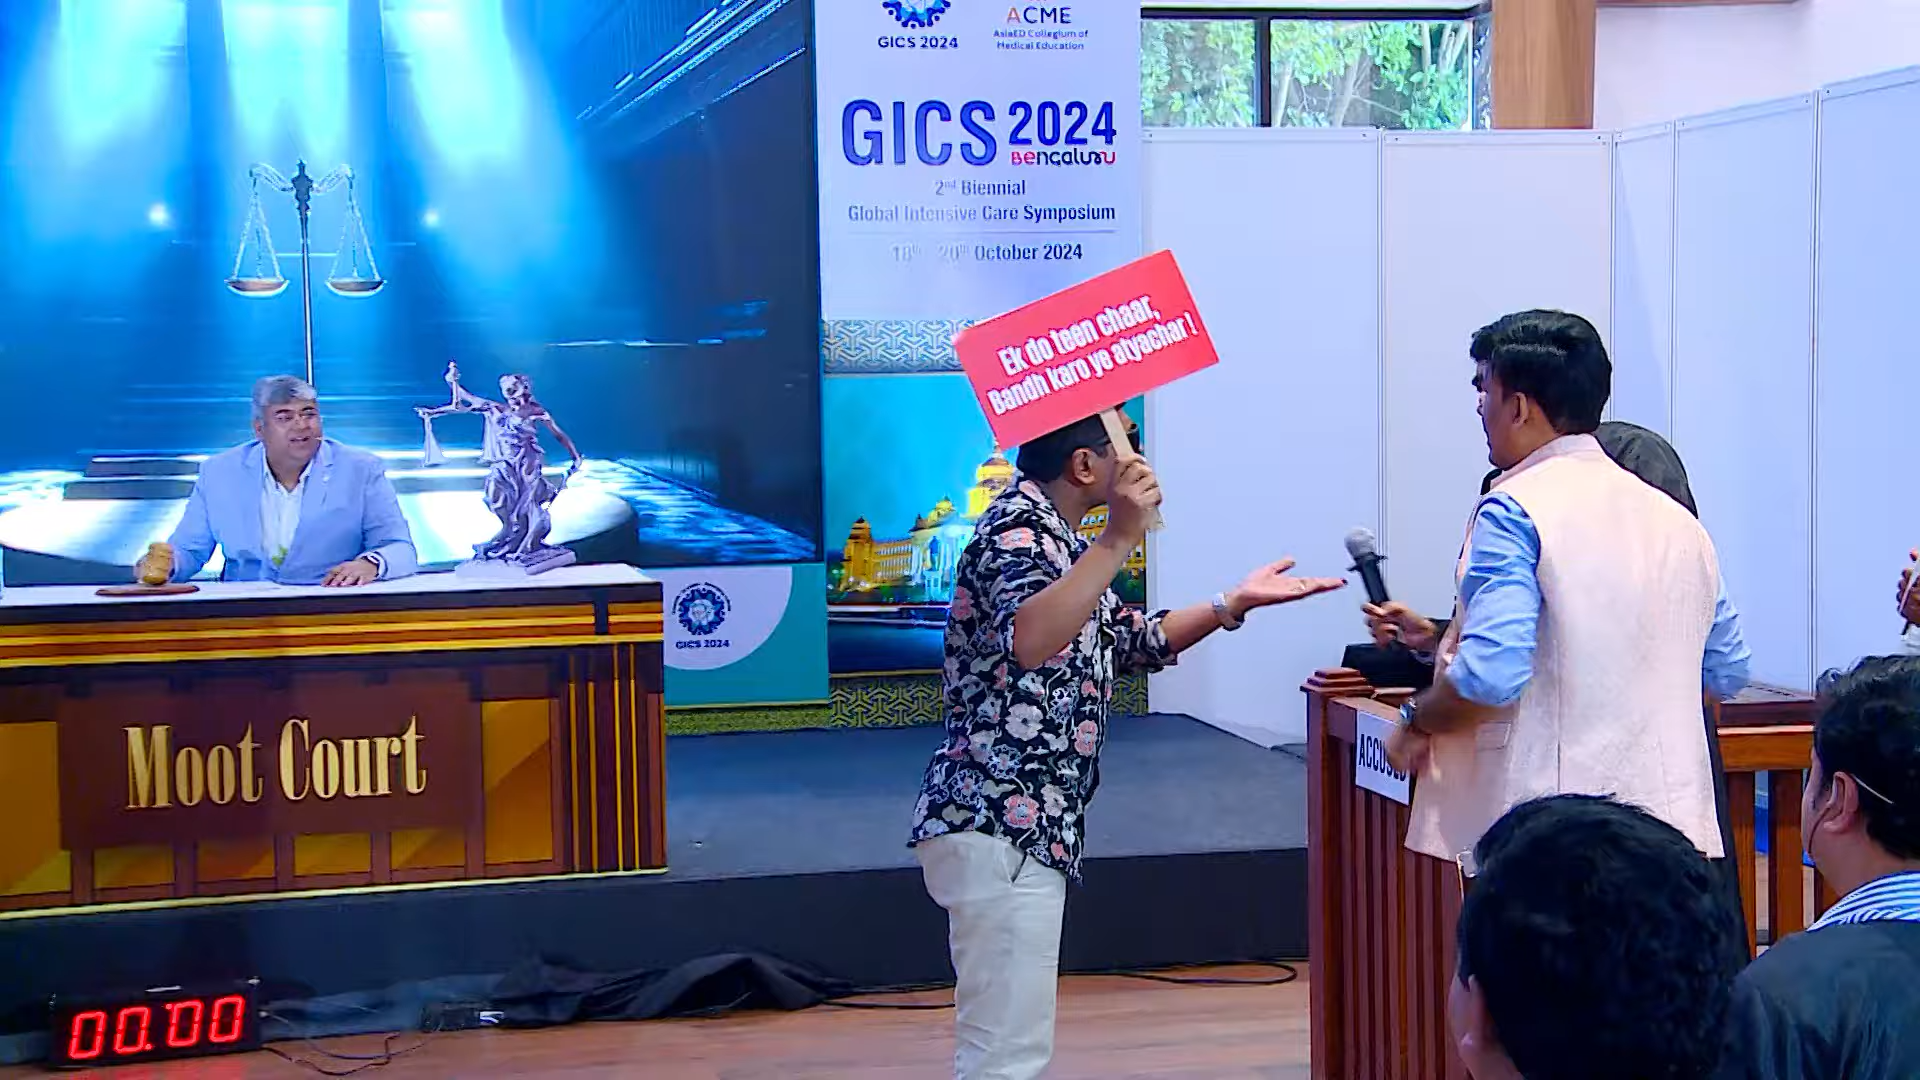 GICS 2024
ACME
AsiaED Collegium of
Medical Education
GICS 2024
Bengaluru
2nd Biennial
Global Intensive Care Symposium
18th - 20th October 2024
Ek do teen chaar,
Bandh karo ye atyachar!
GICS 2024
Moot Court
ACCUSED
00:00